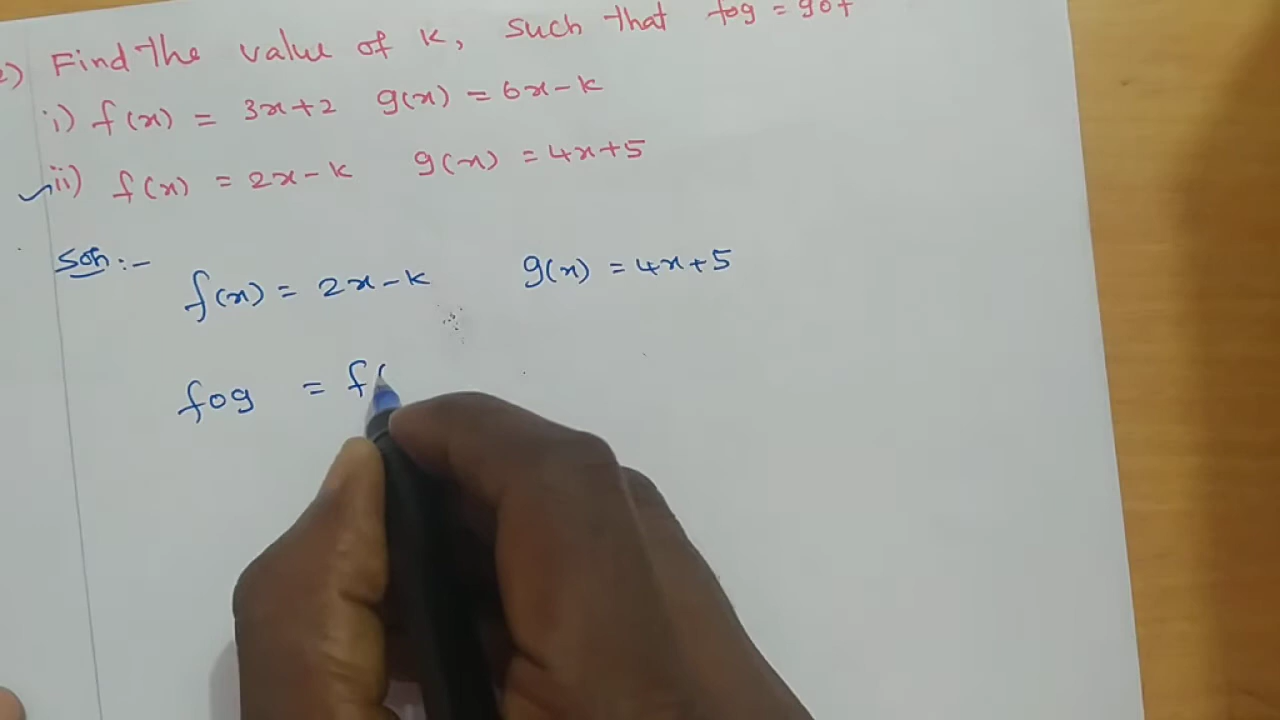 2) Find the value of k, such that fog = gof
i) f(x) = 3x+2 g(x) = 6x-k
ii) f(x) = 2x-k g(x) = 4x+5
Soln:-
f(x) = 2x-k g(x) = 4x+5
fog = f(